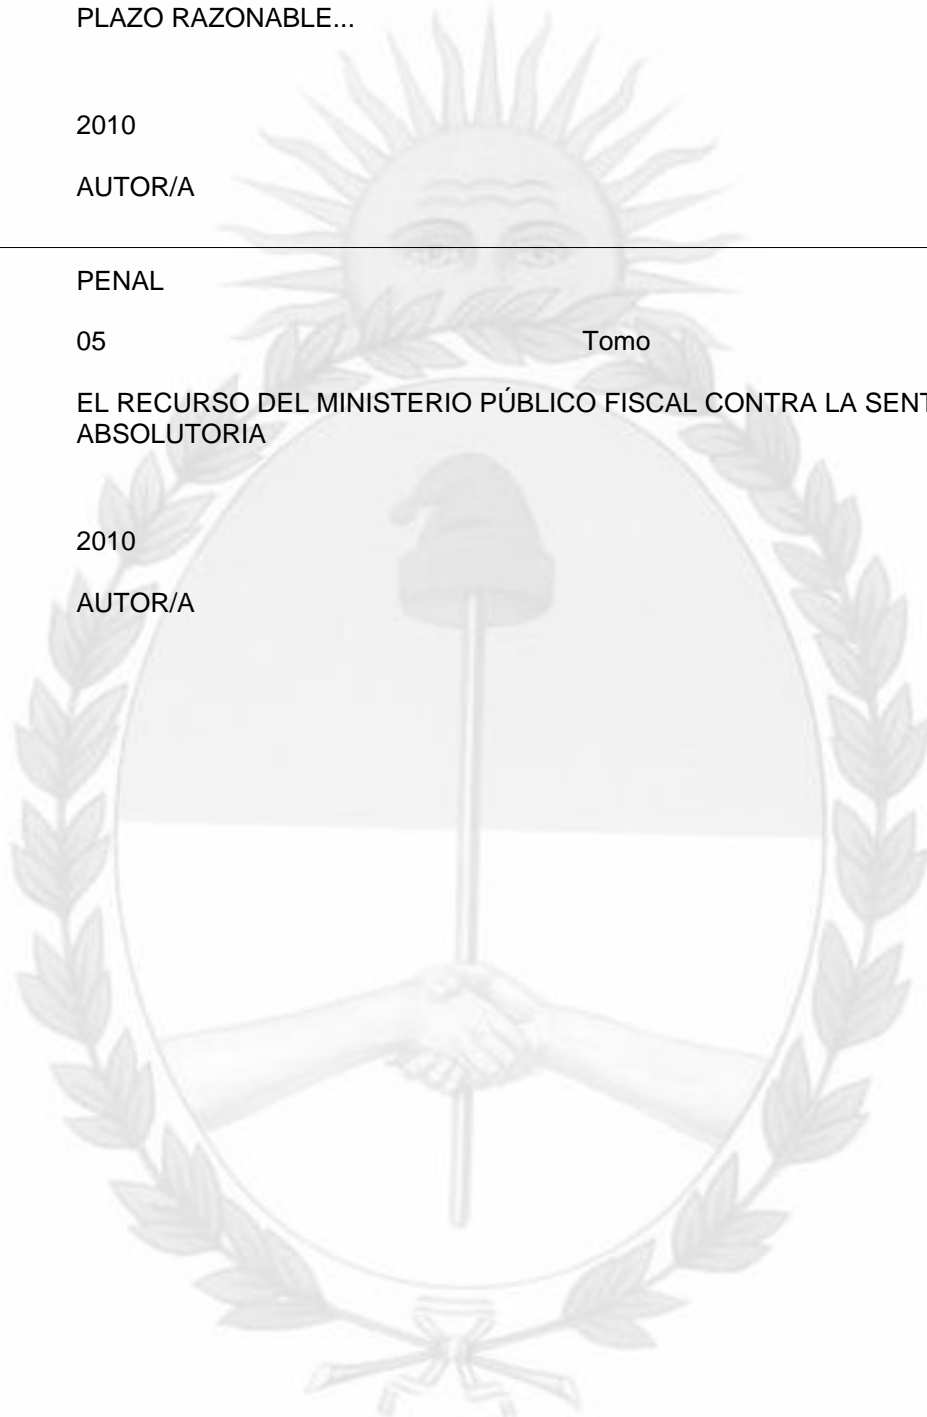 PLAZO RAZONABLE...
2010
AUTOR/A
PENAL
05 Tomo
EL RECURSO DEL MINISTERIO PÚBLICO FISCAL CONTRA LA SENT
ABSOLUTORIA
2010
AUTOR/A